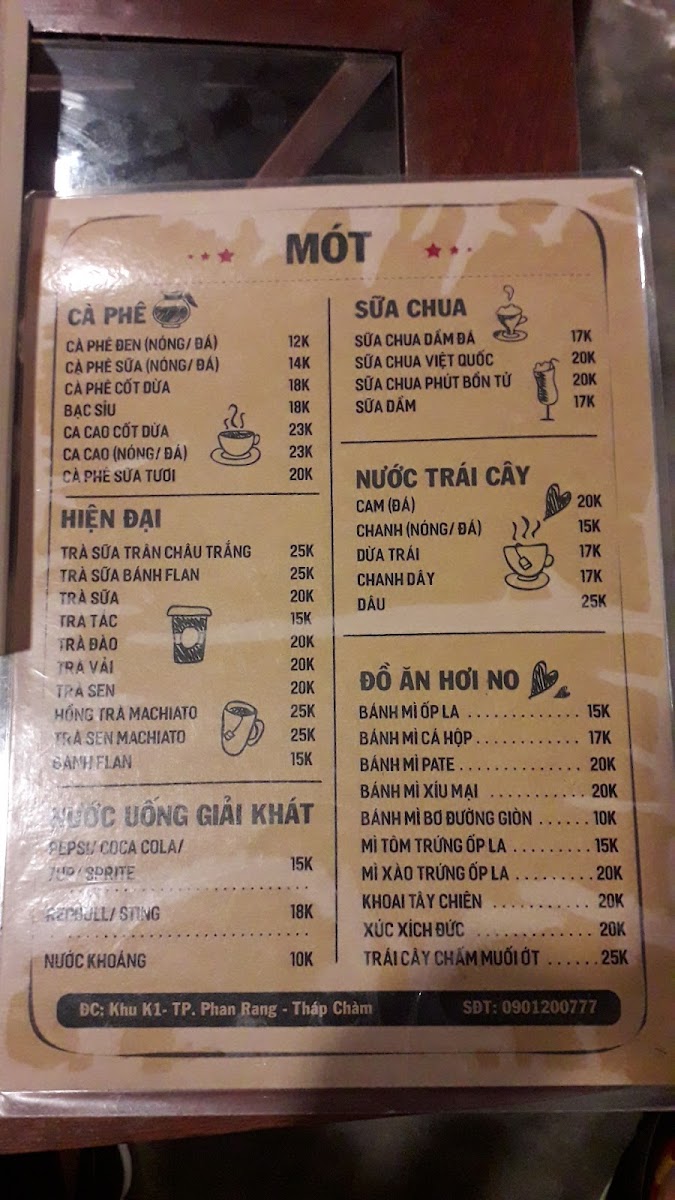 MÓT
CÀ PHÊ
CÀ PHÊ ĐEN (NÓNG/ ĐÁ) 12K
CÀ PHÊ SỮA (NÓNG/ ĐÁ) 14K
CÀ PHÊ CỐT DỪA 18K
BẠC SỈU 18K
CA CAO CỐT DỪA 23K
CA CAO (NÓNG/ ĐÁ) 23K
CÀ PHÊ SỮA TƯƠI 20K
HIỆN ĐẠI
TRÀ SỮA TRÂN CHÂU TRẮNG 25K
TRÀ SỮA BÁNH FLAN 25K
TRÀ SỮA 20K
TRÀ TÁC 15K
TRÀ ĐÀO 20K
TRÀ VẢI 20K
TRÀ SEN 20K
HỒNG TRÀ MACHIATO 25K
TRÀ SEN MACHIATO 25K
BÁNH FLAN 15K
NƯỚC UỐNG GIẢI KHÁT
PEPSI/ COCA COLA/
7UP/ SPRITE 15K
REDBULL/ STING 18K
NƯỚC KHOÁNG 10K
SỮA CHUA
SỮA CHUA DẦM ĐÁ 17K
SỮA CHUA VIỆT QUỐC 20K
SỮA CHUA PHÚT BỒN TỬ 20K
SỮA DẦM 17K
NƯỚC TRÁI CÂY
CAM (ĐÁ) 20K
CHANH (NÓNG/ ĐÁ) 15K
DỪA TRÁI 17K
CHANH DÂY 17K
DÂU 25K
ĐỒ ĂN HƠI NO
BÁNH MÌ ỐP LA ............. 15K
BÁNH MÌ CÁ HỘP ............ 17K
BÁNH MÌ PATE .............. 20K
BÁNH MÌ XÍU MẠI ........... 20K
BÁNH MÌ BƠ ĐƯỜNG GIÒN ...... 10K
MÌ TÔM TRỨNG ỐP LA ......... 15K
MÌ XÀO TRỨNG ỐP LA ......... 20K
KHOAI TÂY CHIÊN ........... 20K
XÚC XÍCH ĐỨC .............. 20K
TRÁI CÂY CHẤM MUỐI ỚT ...... 25K
ĐC: Khu K1- TP. Phan Rang - Tháp Chàm SĐT: 0901200777